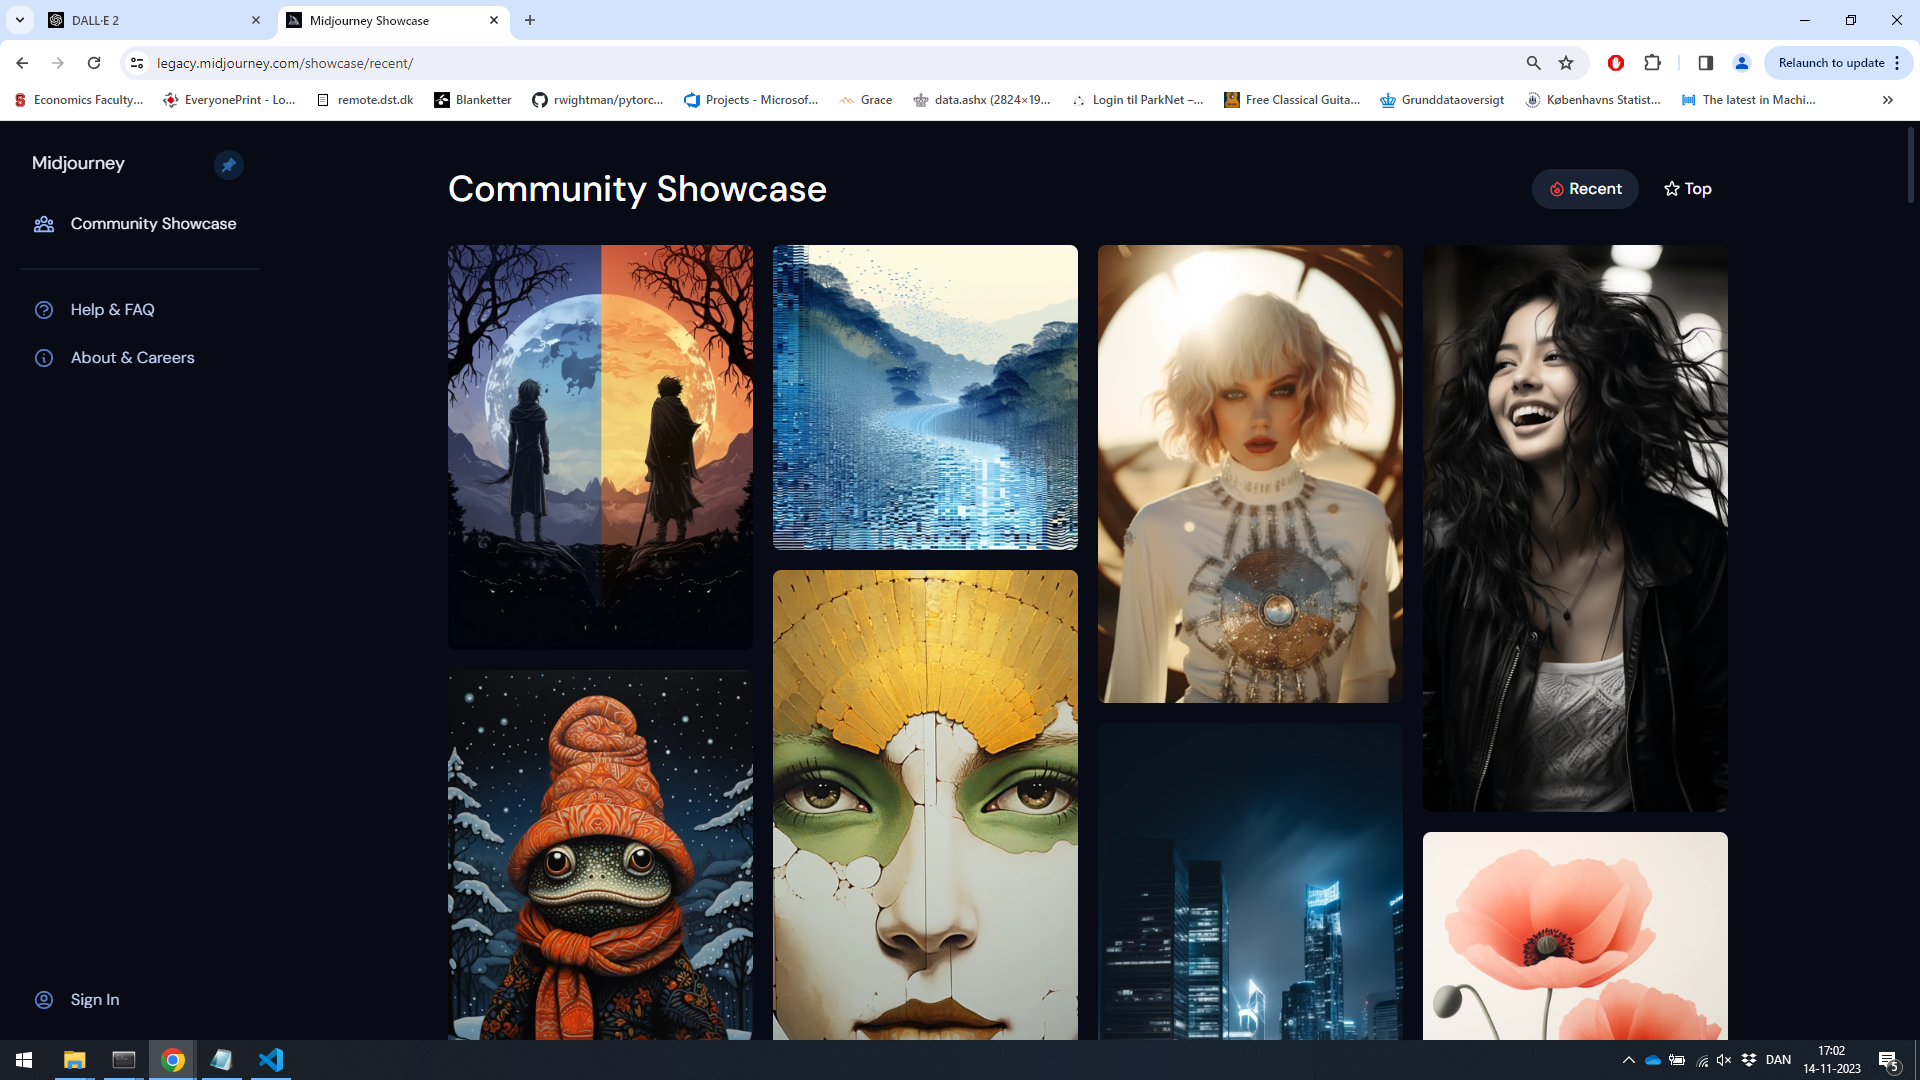 DALL·E 2
Midjourney Showcase
legacy.midjourney.com/showcase/recent/
Relaunch to update
Economics Faculty...
EveryonePrint - Lo...
remote.dst.dk
Blanketter
rwightman/pytorc...
Projects - Microsof...
Grace
data.ashx (2824×19...
Login til ParkNet –...
Free Classical Guita...
Grunddataoversigt
Københavns Statist...
The latest in Machi...
Midjourney
Community Showcase
Help & FAQ
About & Careers
Sign In
Community Showcase
Recent
Top
DAN
17:02
14-11-2023
5